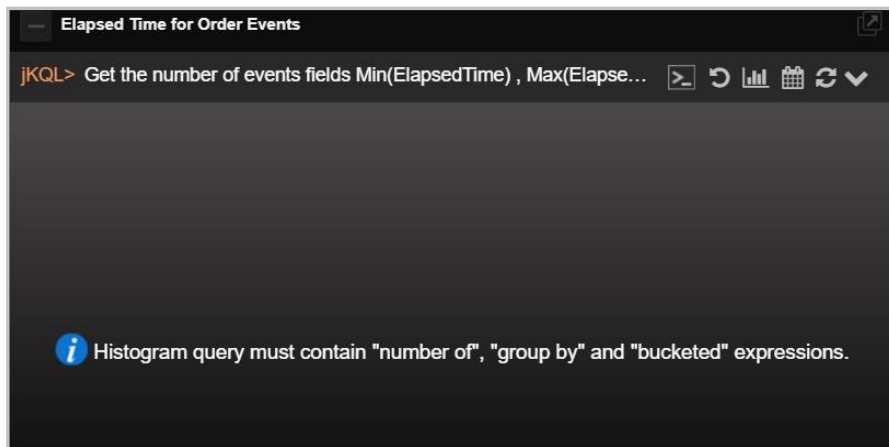 Elapsed Time for Order Events
jKQL> Get the number of events fields Min(ElapsedTime) , Max(Elapse...
Histogram query must contain "number of", "group by" and "bucketed" expressions.